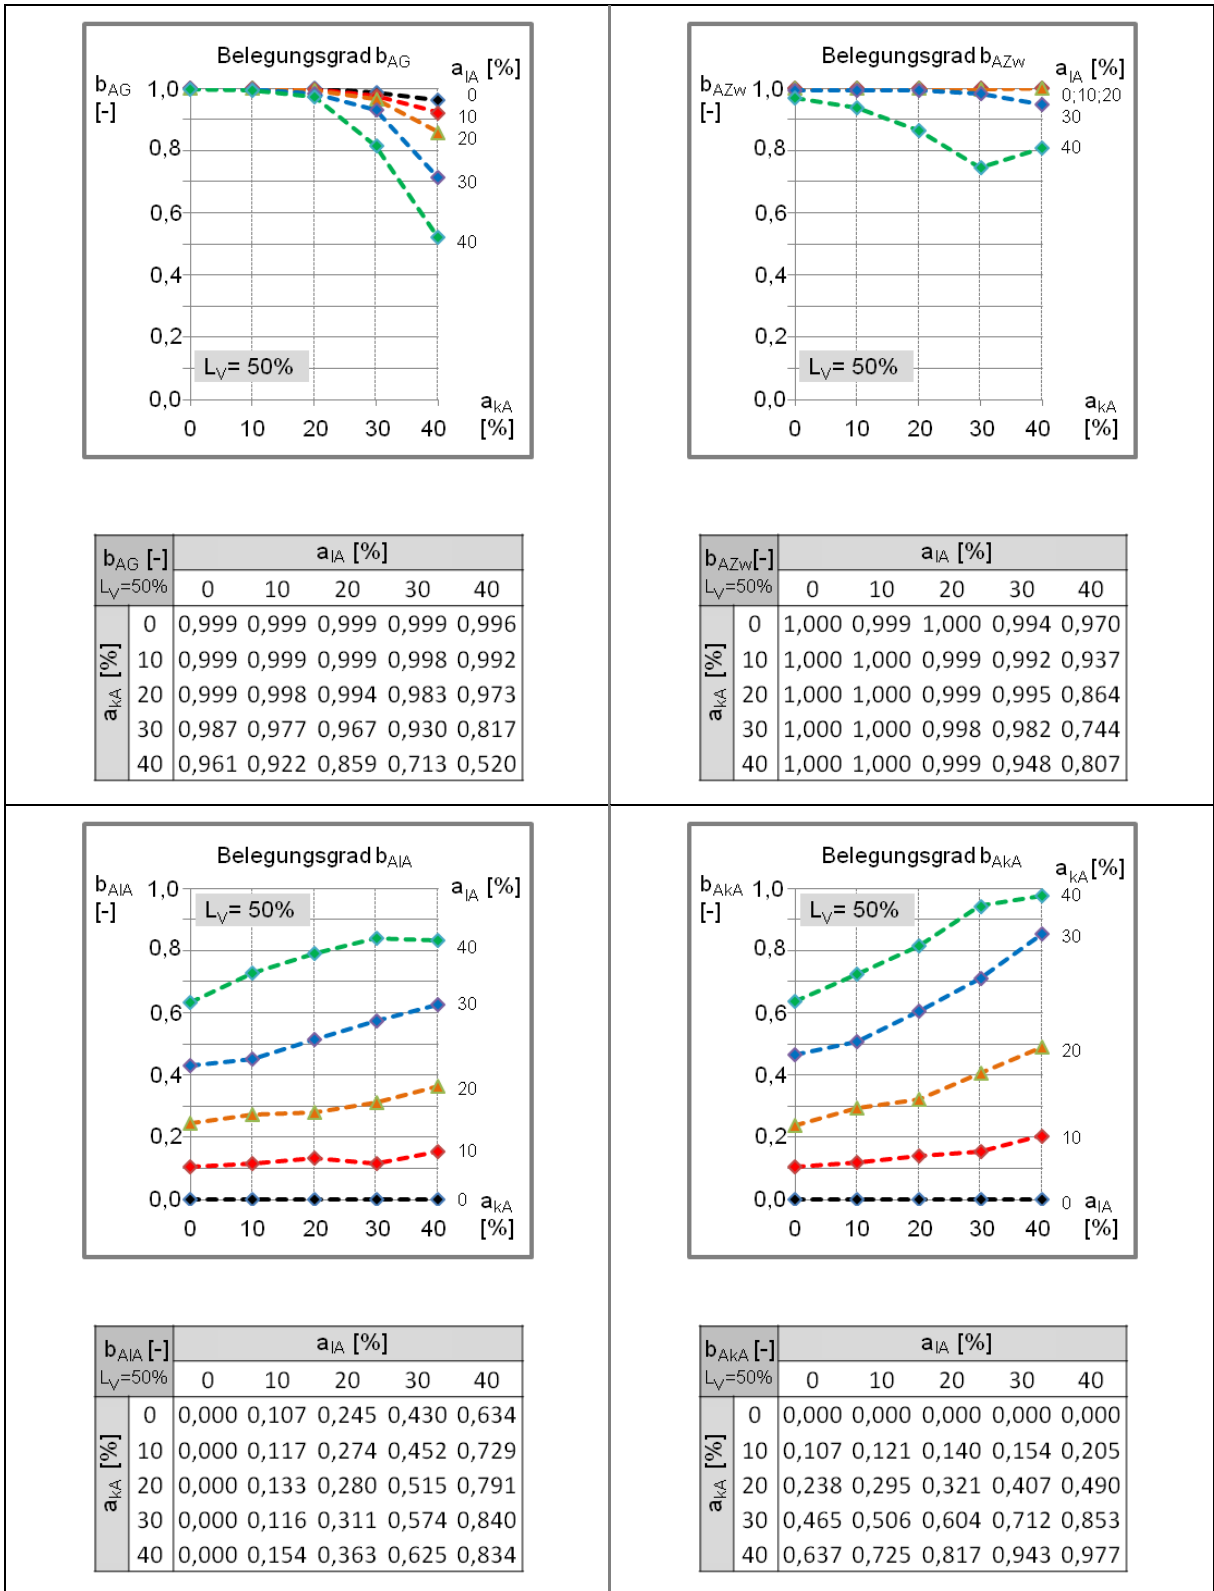 Belegungsgrad bAG
bAG
[-]
alA [%]
1,0
0,8
0,6
0,4
0,2
0,0
0
10
20
30
40
LV= 50%
akA
[%]
0 10 20 30 40
bAG [-] alA [%]
LV=50% 0 10 20 30 40
akA [%]
0 0,999 0,999 0,999 0,999 0,996
10 0,999 0,999 0,999 0,998 0,992
20 0,999 0,998 0,994 0,983 0,973
30 0,987 0,977 0,967 0,930 0,817
40 0,961 0,922 0,859 0,713 0,520
Belegungsgrad bAZw
bAZw
[-]
alA [%]
1,0
0,8
0,6
0,4
0,2
0,0
0;10;20
30
40
LV= 50%
akA
[%]
0 10 20 30 40
bAZw[-] alA [%]
LV=50% 0 10 20 30 40
akA [%]
0 1,000 0,999 1,000 0,994 0,970
10 1,000 1,000 0,999 0,992 0,937
20 1,000 1,000 0,999 0,995 0,864
30 1,000 1,000 0,998 0,982 0,744
40 1,000 1,000 0,999 0,948 0,807
Belegungsgrad bAlA
bAlA
[-]
alA [%]
LV= 50%
1,0
0,8
0,6
0,4
0,2
0,0
40
30
20
10
0
akA
[%]
0 10 20 30 40
bAlA [-] alA [%]
LV=50% 0 10 20 30 40
akA [%]
0 0,000 0,107 0,245 0,430 0,634
10 0,000 0,117 0,274 0,452 0,729
20 0,000 0,133 0,280 0,515 0,791
30 0,000 0,116 0,311 0,574 0,840
40 0,000 0,154 0,363 0,625 0,834
Belegungsgrad bAkA
bAkA
[-]
akA [%]
LV= 50%
1,0
0,8
0,6
0,4
0,2
0,0
40
30
20
10
0
alA
[%]
0 10 20 30 40
bAkA [-] alA [%]
LV=50% 0 10 20 30 40
akA [%]
0 0,000 0,000 0,000 0,000 0,000
10 0,107 0,121 0,140 0,154 0,205
20 0,238 0,295 0,321 0,407 0,490
30 0,465 0,506 0,604 0,712 0,853
40 0,637 0,725 0,817 0,943 0,977